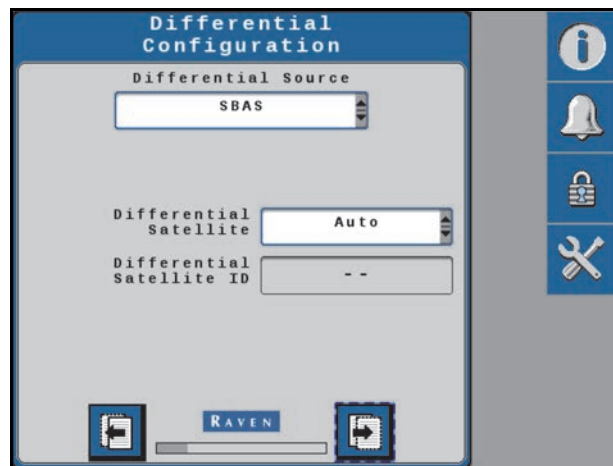 Differential
Configuration
Differential Source
SBAS
Differential
Satellite
Auto
Differential
Satellite ID
--
RAVEN